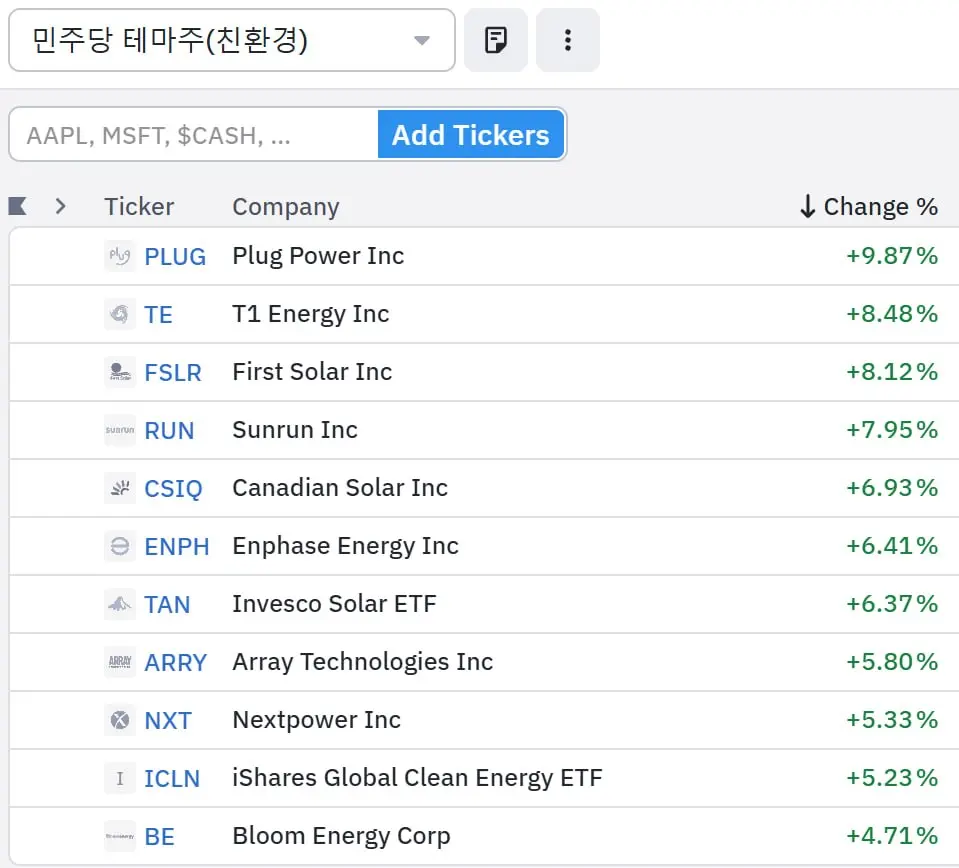 민주당 테마주(친환경)
AAPL, MSFT, $CASH, ... Add Tickers
Ticker Company ↓ Change %
plug PLUG Plug Power Inc +9.87%
TE T1 Energy Inc +8.48%
FSLR First Solar Inc +8.12%
sunrun RUN Sunrun Inc +7.95%
CSIQ Canadian Solar Inc +6.93%
ENPH Enphase Energy Inc +6.41%
TAN Invesco Solar ETF +6.37%
ARRAY ARRY Array Technologies Inc +5.80%
NXT Nextpower Inc +5.33%
I ICLN iShares Global Clean Energy ETF +5.23%
BE Bloom Energy Corp +4.71%